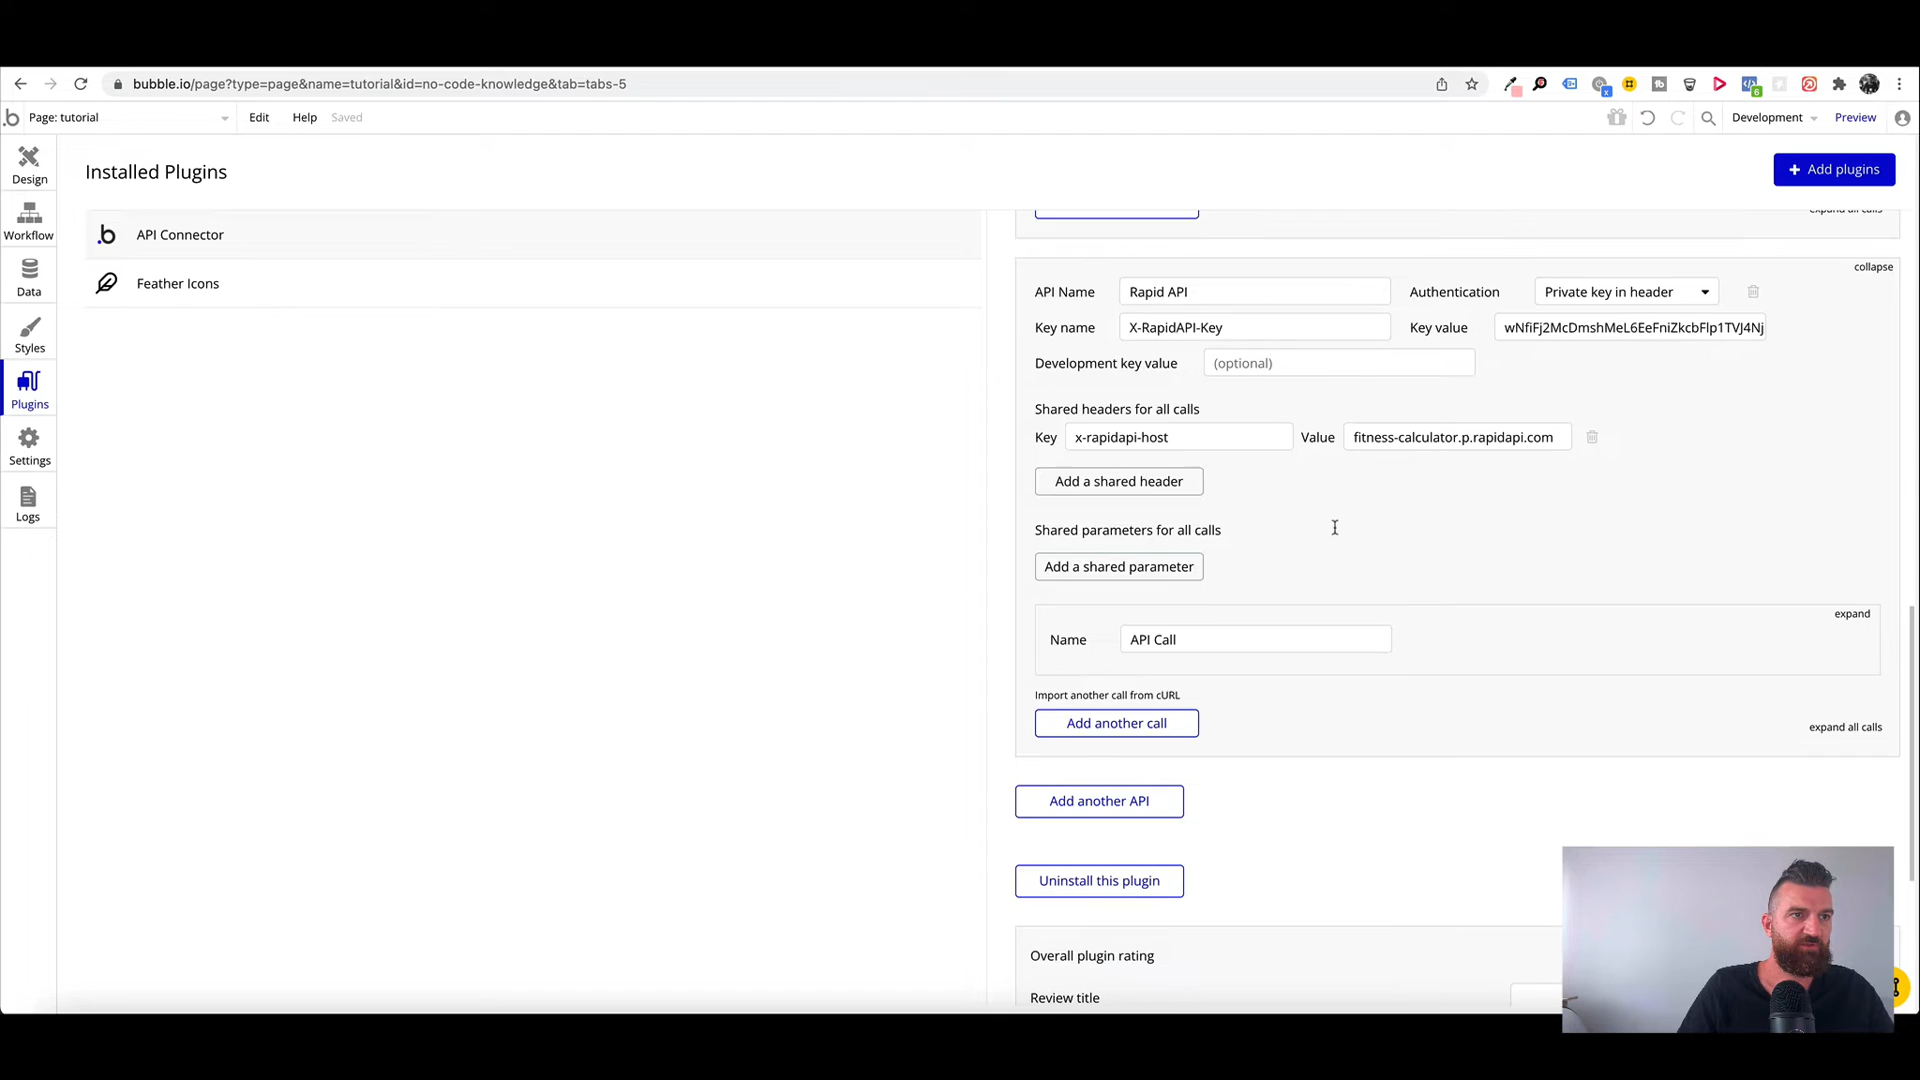 bubble.io/page?type=page&name=tutorial&id=no-code-knowledge&tab=tabs-5
Page: tutorial Edit Help Saved Development Preview
Installed Plugins + Add plugins
Design
Workflow
Data
Styles
Plugins
Settings
Logs
API Connector
Feather Icons
expand all calls
collapse
API Name Rapid API Authentication Private key in header
Key name X-RapidAPI-Key Key value wNfiFj2McDmshMeL6EeFniZkcbFlp1TVJ4Nj
Development key value (optional)
Shared headers for all calls
Key x-rapidapi-host Value fitness-calculator.p.rapidapi.com
Add a shared header
Shared parameters for all calls
Add a shared parameter
expand
Name API Call
Import another call from cURL
Add another call expand all calls
Add another API
Uninstall this plugin
Overall plugin rating
Review title